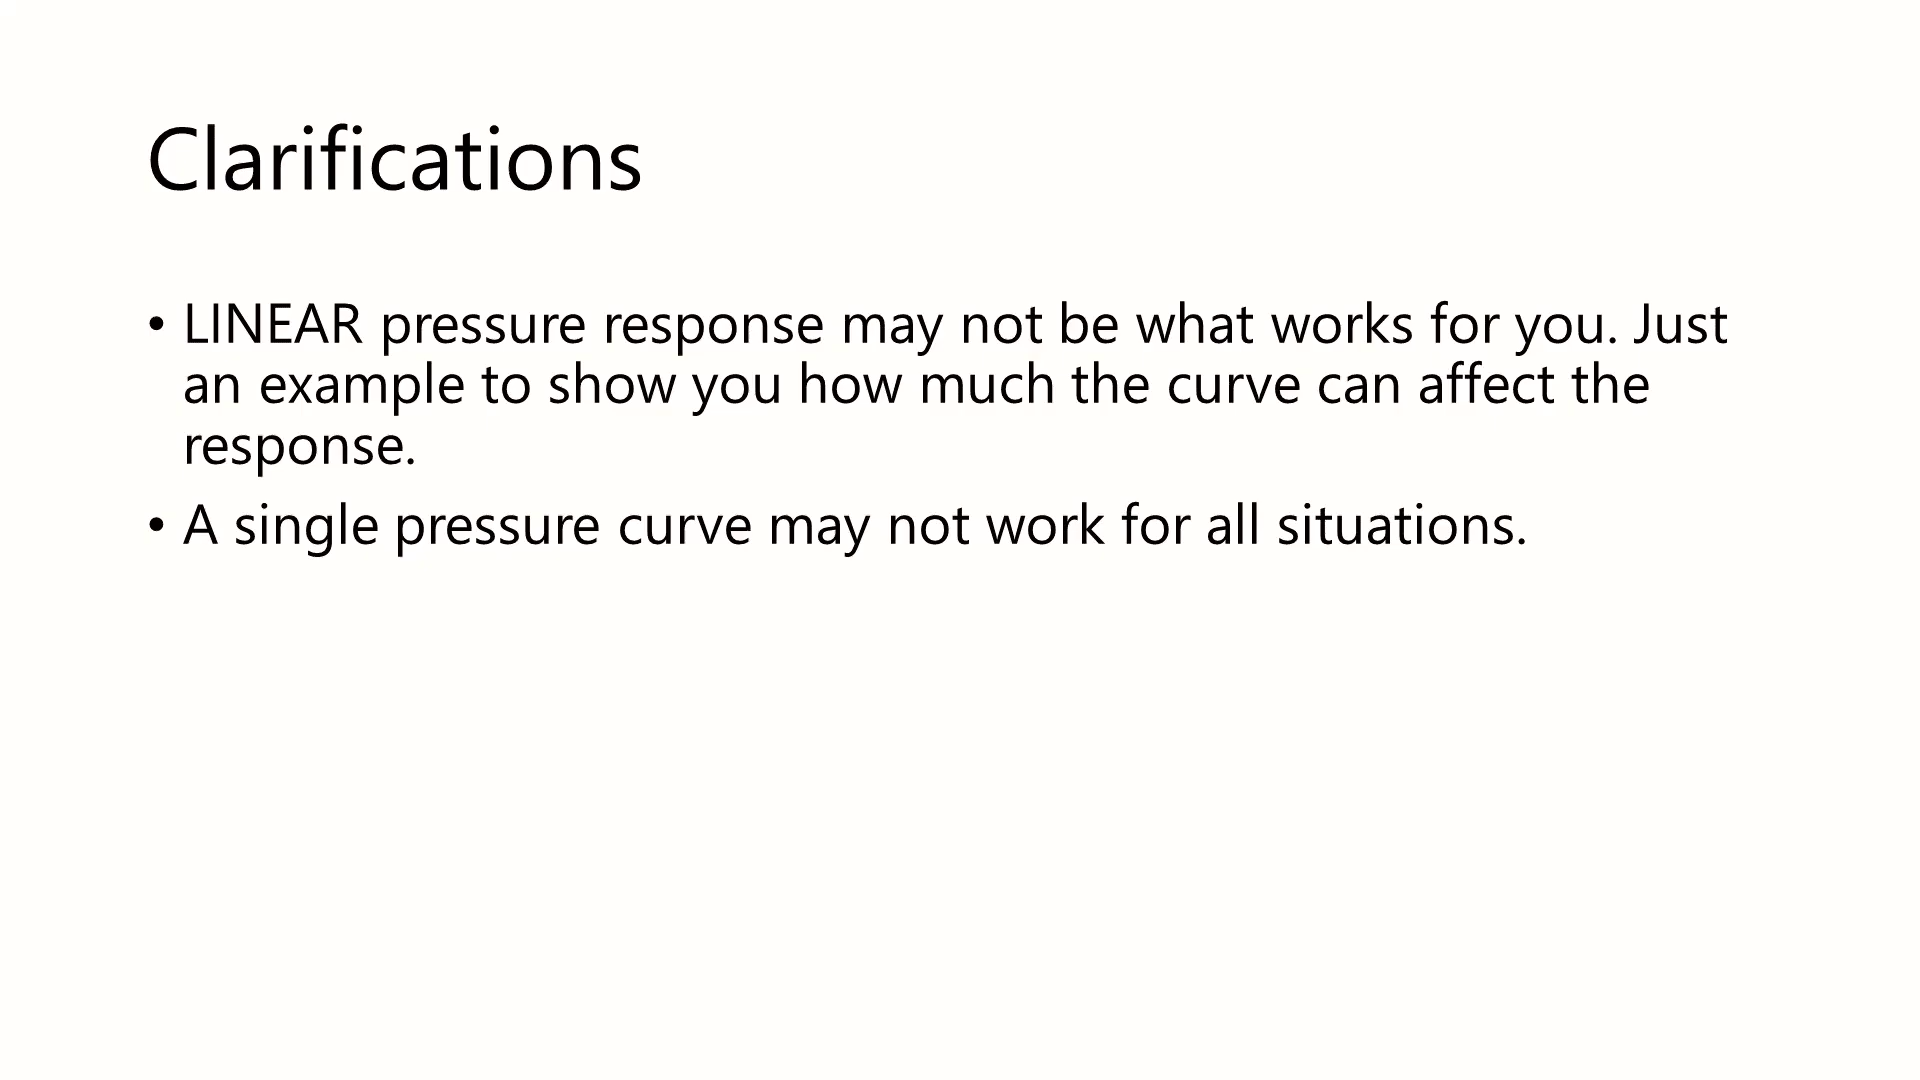 Clarifications
• LINEAR pressure response may not be what works for you. Just
an example to show you how much the curve can affect the
response.
• A single pressure curve may not work for all situations.